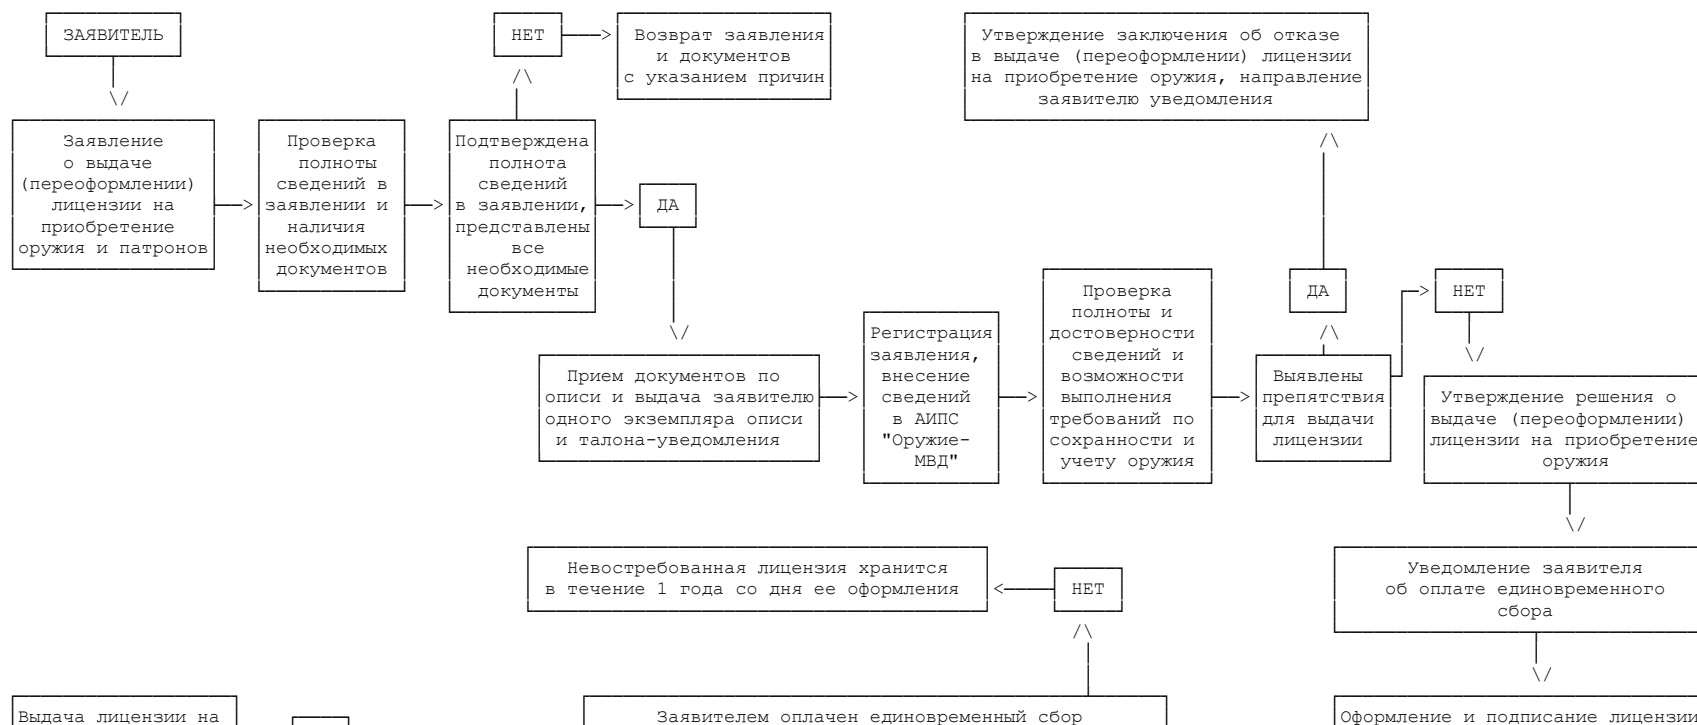 ЗАЯВИТЕЛЬ
НЕТ
Возврат заявления
и документов
с указанием причин
Утверждение заключения об отказе
в выдаче (переоформлении) лицензии
на приобретение оружия, направление
заявителю уведомления
Заявление
о выдаче
(переоформлении)
лицензии на
приобретение
оружия и патронов
Проверка
полноты
сведений в
заявлении и
наличия
необходимых
документов
Подтверждена
полнота
сведений
в заявлении,
представлены
все
необходимые
документы
ДА
Прием документов по
описи и выдача заявителю
одного экземпляра описи
и талона-уведомления
Регистрация
заявления,
внесение
сведений
в АИПС
"Оружие-
МВД"
Проверка
полноты и
достоверности
сведений и
возможности
выполнения
требований по
сохранности и
учету оружия
Выявлены
препятствия
для выдачи
лицензии
ДА
НЕТ
Утверждение решения о
выдаче (переоформлении)
лицензии на приобретение
оружия
Уведомление заявителя
об оплате единовременного
сбора
Невостребованная лицензия хранится
в течение 1 года со дня ее оформления
НЕТ
Выдача лицензии на
Заявителем оплачен единовременный сбор
Оформление и подписание лицензии